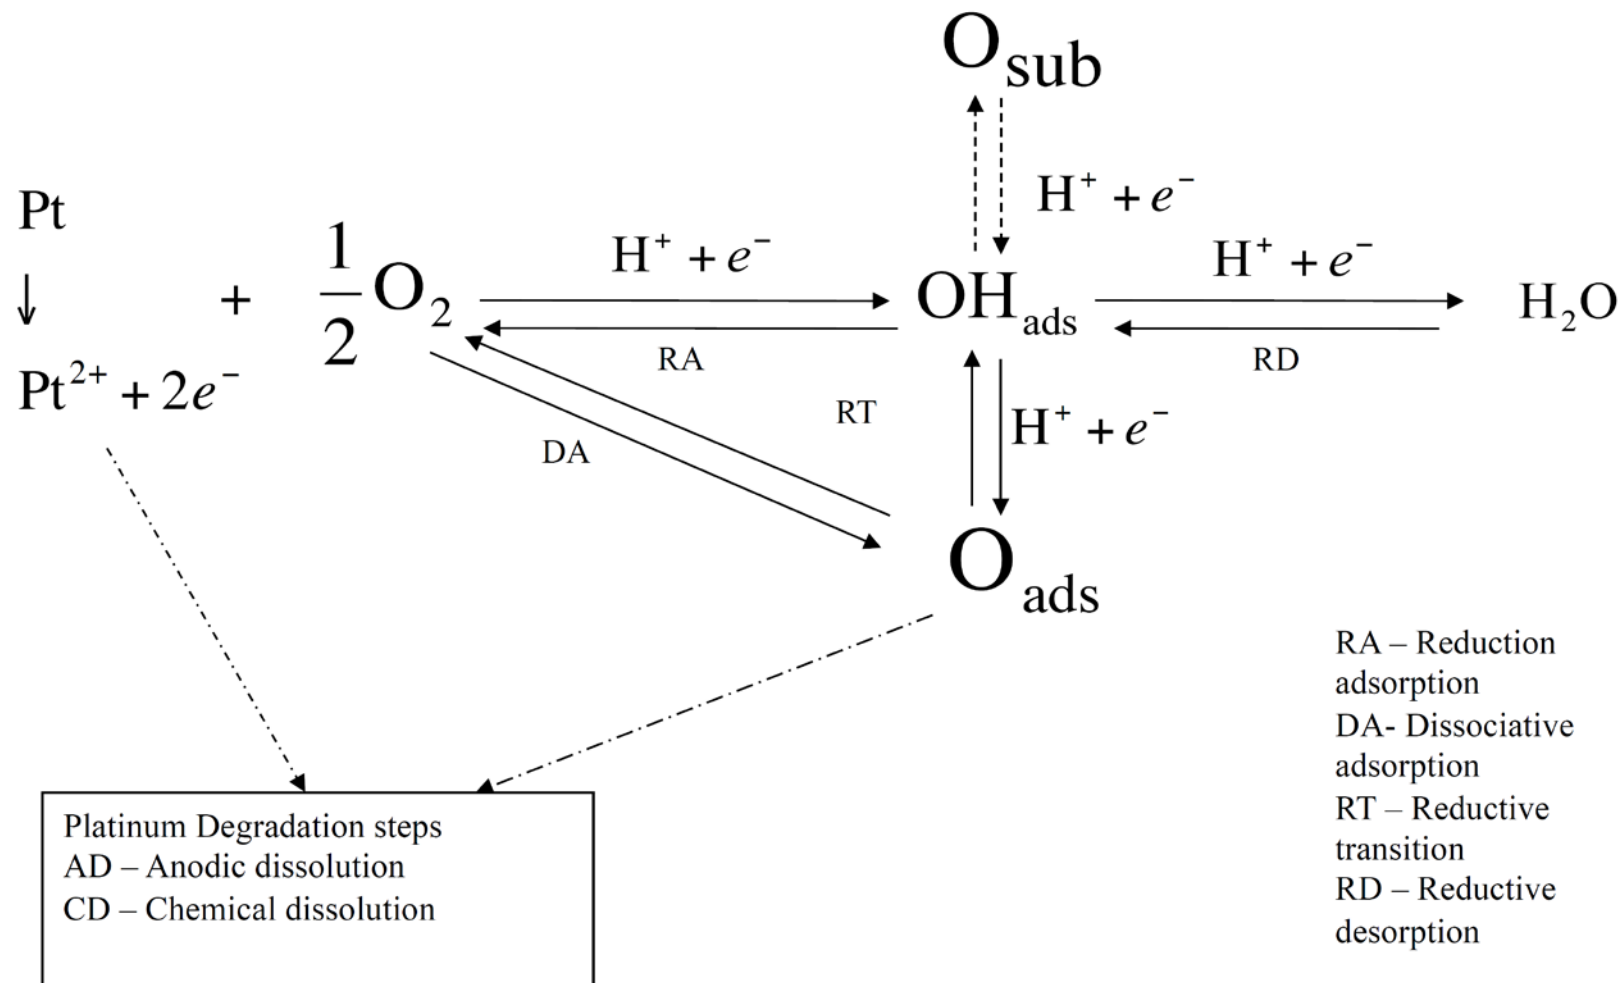 O_sub
H⁺ + e⁻
Pt
↓
Pt²⁺ + 2e⁻
+
1/2 O₂
H⁺ + e⁻
OH_ads
H⁺ + e⁻
H₂O
RA
RD
RT
H⁺ + e⁻
DA
O_ads
RA – Reduction
adsorption
DA- Dissociative
adsorption
RT – Reductive
transition
RD – Reductive
desorption
Platinum Degradation steps
AD – Anodic dissolution
CD – Chemical dissolution